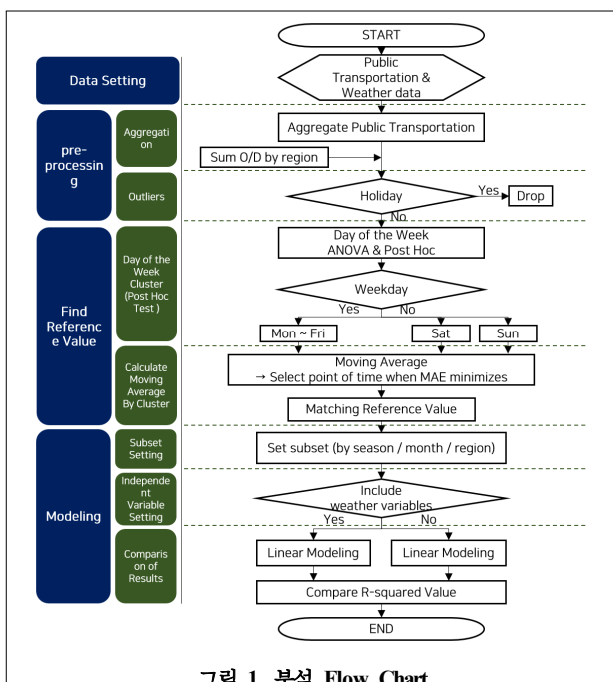 START
Data Setting
Public
Transportation &
Weather data
pre-
processin
g
Aggregati
on
Aggregate Public Transportation
Sum O/D by region
Outliers
Holiday
Yes
Drop
No
Find
Referenc
e Value
Day of the
Week
Cluster
(Post Hoc
Test )
Day of the Week
ANOVA & Post Hoc
Weekday
Yes
No
Mon ~ Fri
Sat
Sun
Calculate
Moving
Average
By Cluster
Moving Average
→ Select point of time when MAE minimizes
Matching Reference Value
Modeling
Subset
Setting
Set subset (by season / month / region)
Independe
nt
Variable
Setting
Include
weather variables
Yes
No
Comparis
on of
Results
Linear Modeling
Linear Modeling
Compare R-squared Value
END
그림 1. 분석 Flow Chart